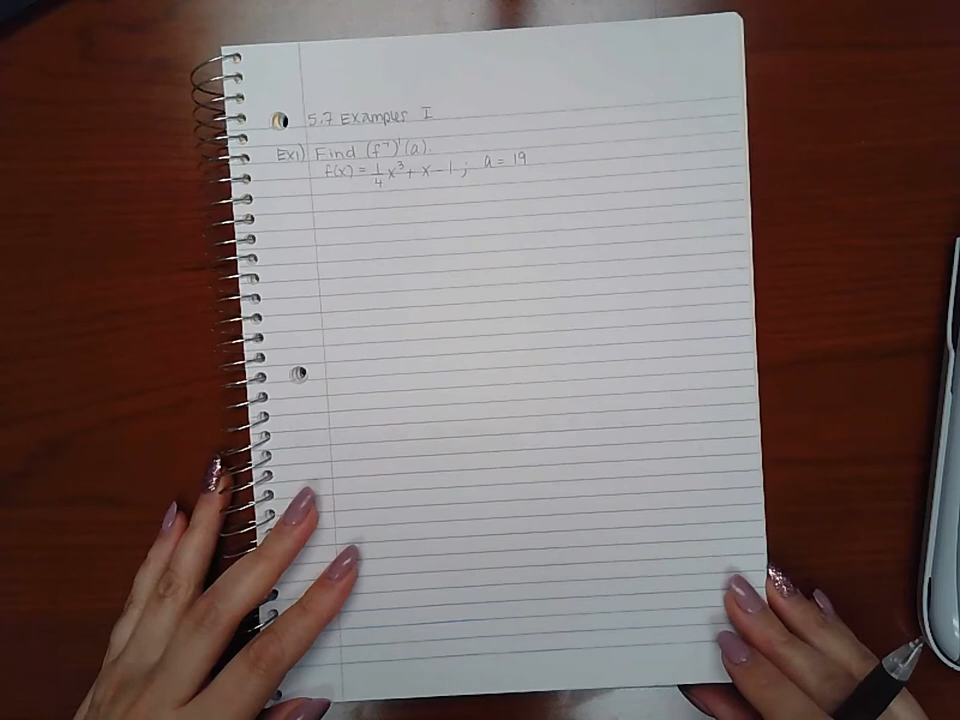 5.7 Examples I
Ex1) Find (f⁻¹)'(a).
f(x) = 1/4 x³ + x - 1 ; a = 19